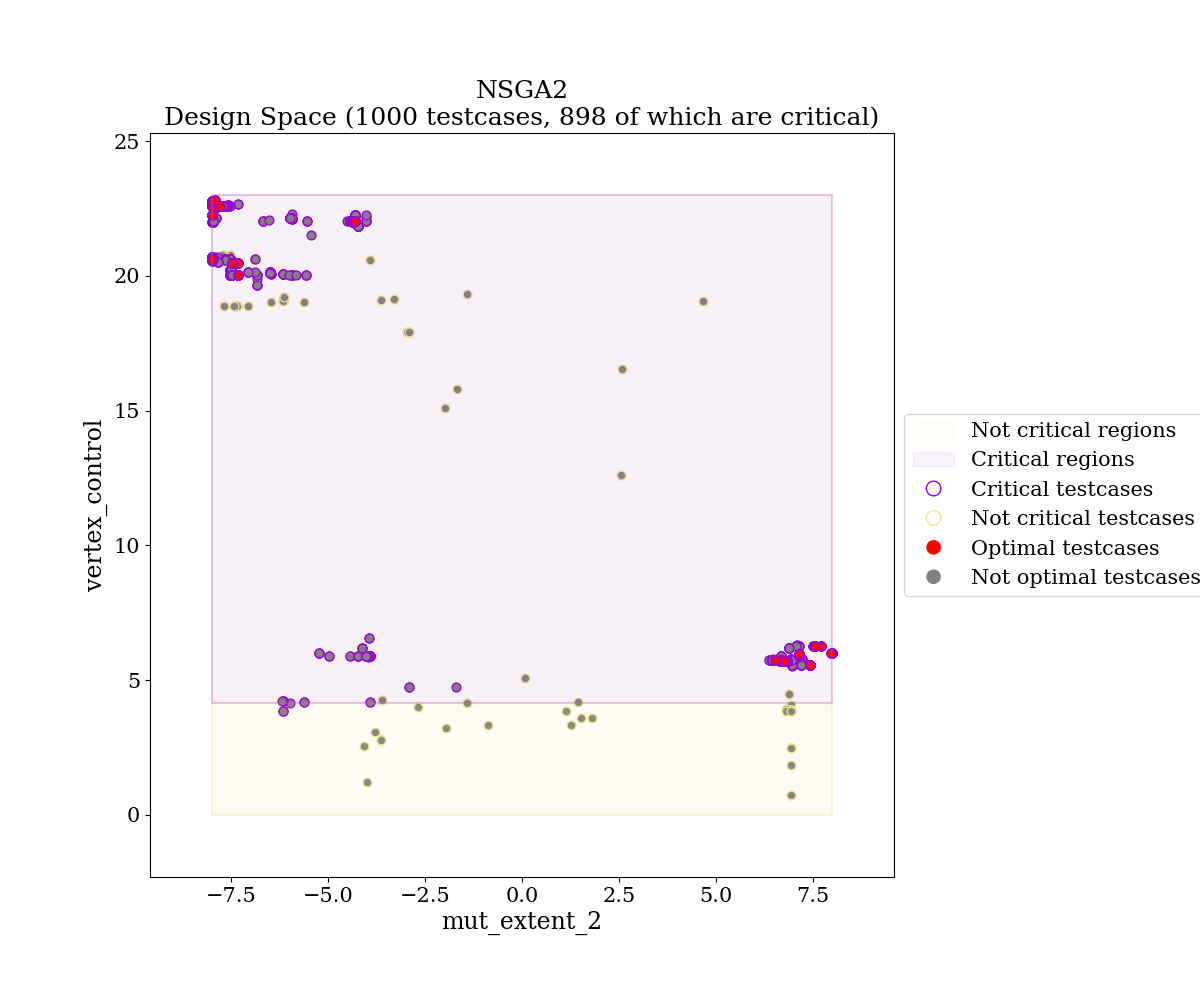 NSGA2
Design Space (1000 testcases, 898 of which are critical)
25
20
15
10
5
0
vertex_control
−7.5
−5.0
−2.5
0.0
2.5
5.0
7.5
mut_extent_2
Not critical regions
Critical regions
Critical testcases
Not critical testcases
Optimal testcases
Not optimal testcases